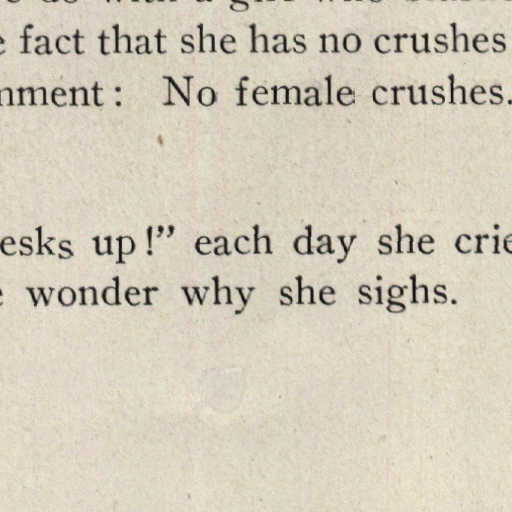 fact that she has no crushes
mment: No female crushes.
esks up!” each day she crie
wonder why she sighs.